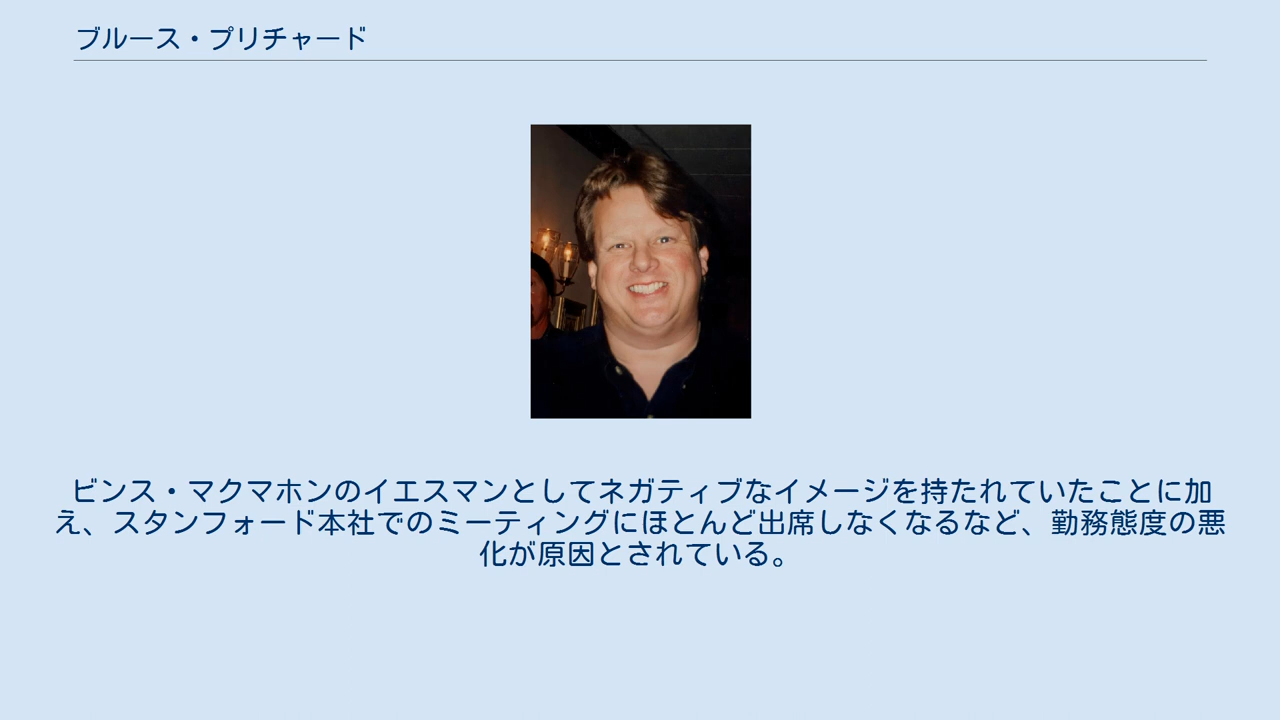 ブルース・プリチャード
ビンス・マクマホンのイエスマンとしてネガティブなイメージを持たれていたことに加
え、スタンフォード本社でのミーティングにほとんど出席しなくなるなど、勤務態度の悪
化が原因とされている。